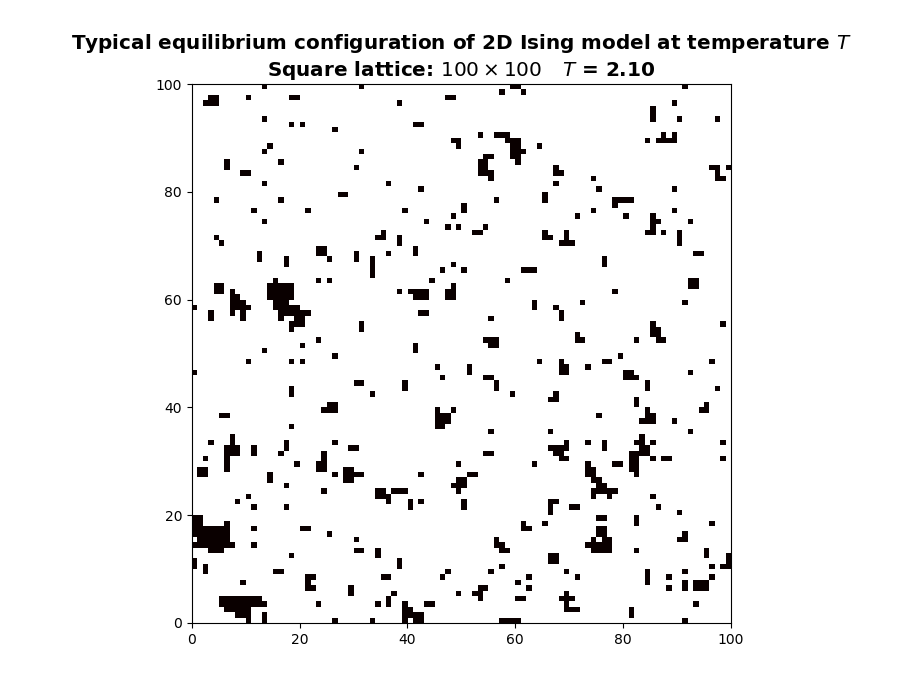 Typical equilibrium configuration of 2D Ising model at temperature T
Square lattice: 100 × 100 T = 2.10
100
80
60
40
20
0
0 20 40 60 80 100